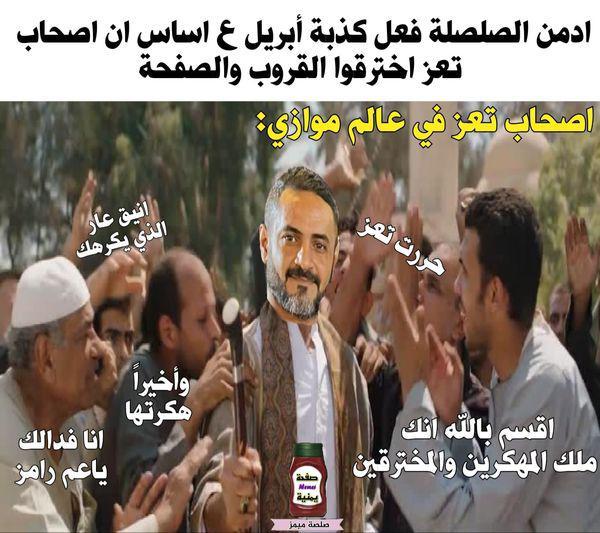 ادمن الصلصلة فعل كذبة أبريل ع اساس ان اصحاب
تعز اخترقوا القروب والصفحة
اصحاب تعز في عالم موازي:
انيق عار
الذي يكرهك
حررت تعز
وأخيراً
هكرتها
انا فدالك
ياعم رامز
اقسم بالله انك
ملك المهكرين والمخترقين
صفحة
Memes
يمنية
صلصة ميمز